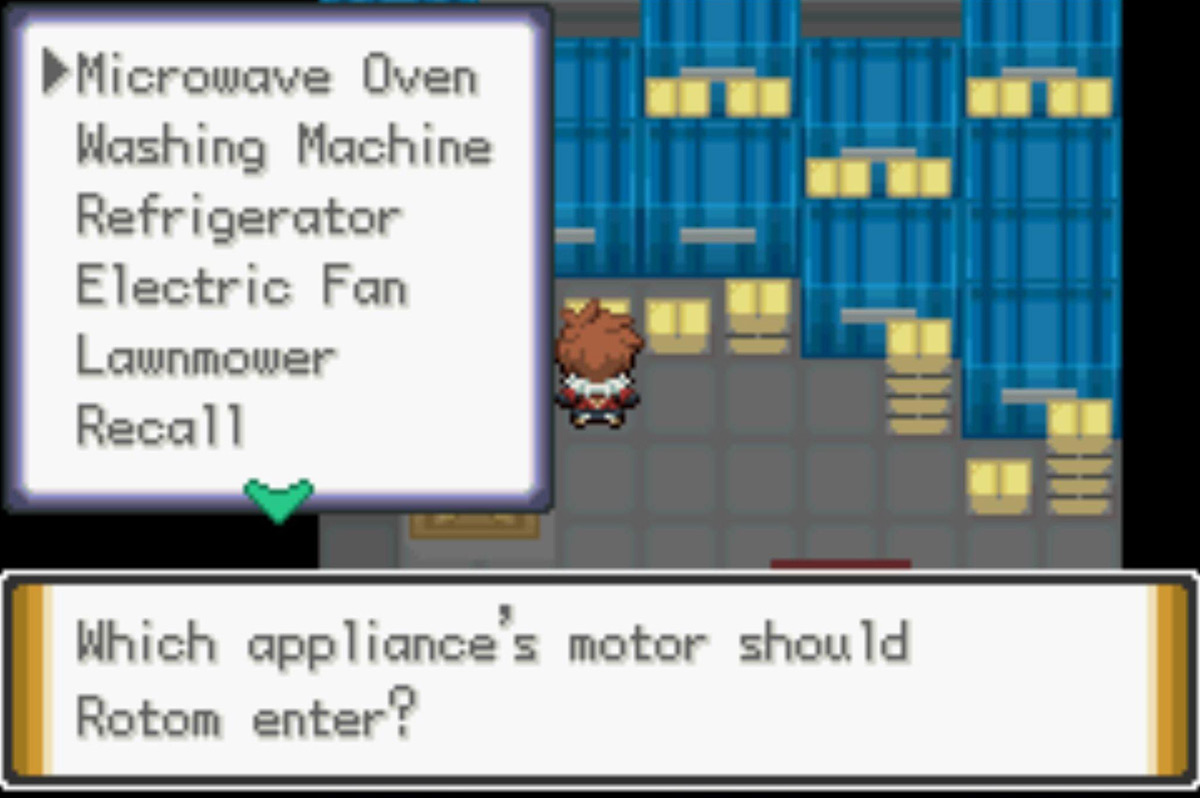 Microwave Oven
Washing Machine
Refrigerator
Electric Fan
Lawnmower
Recall
Which appliance's motor should
Rotom enter?